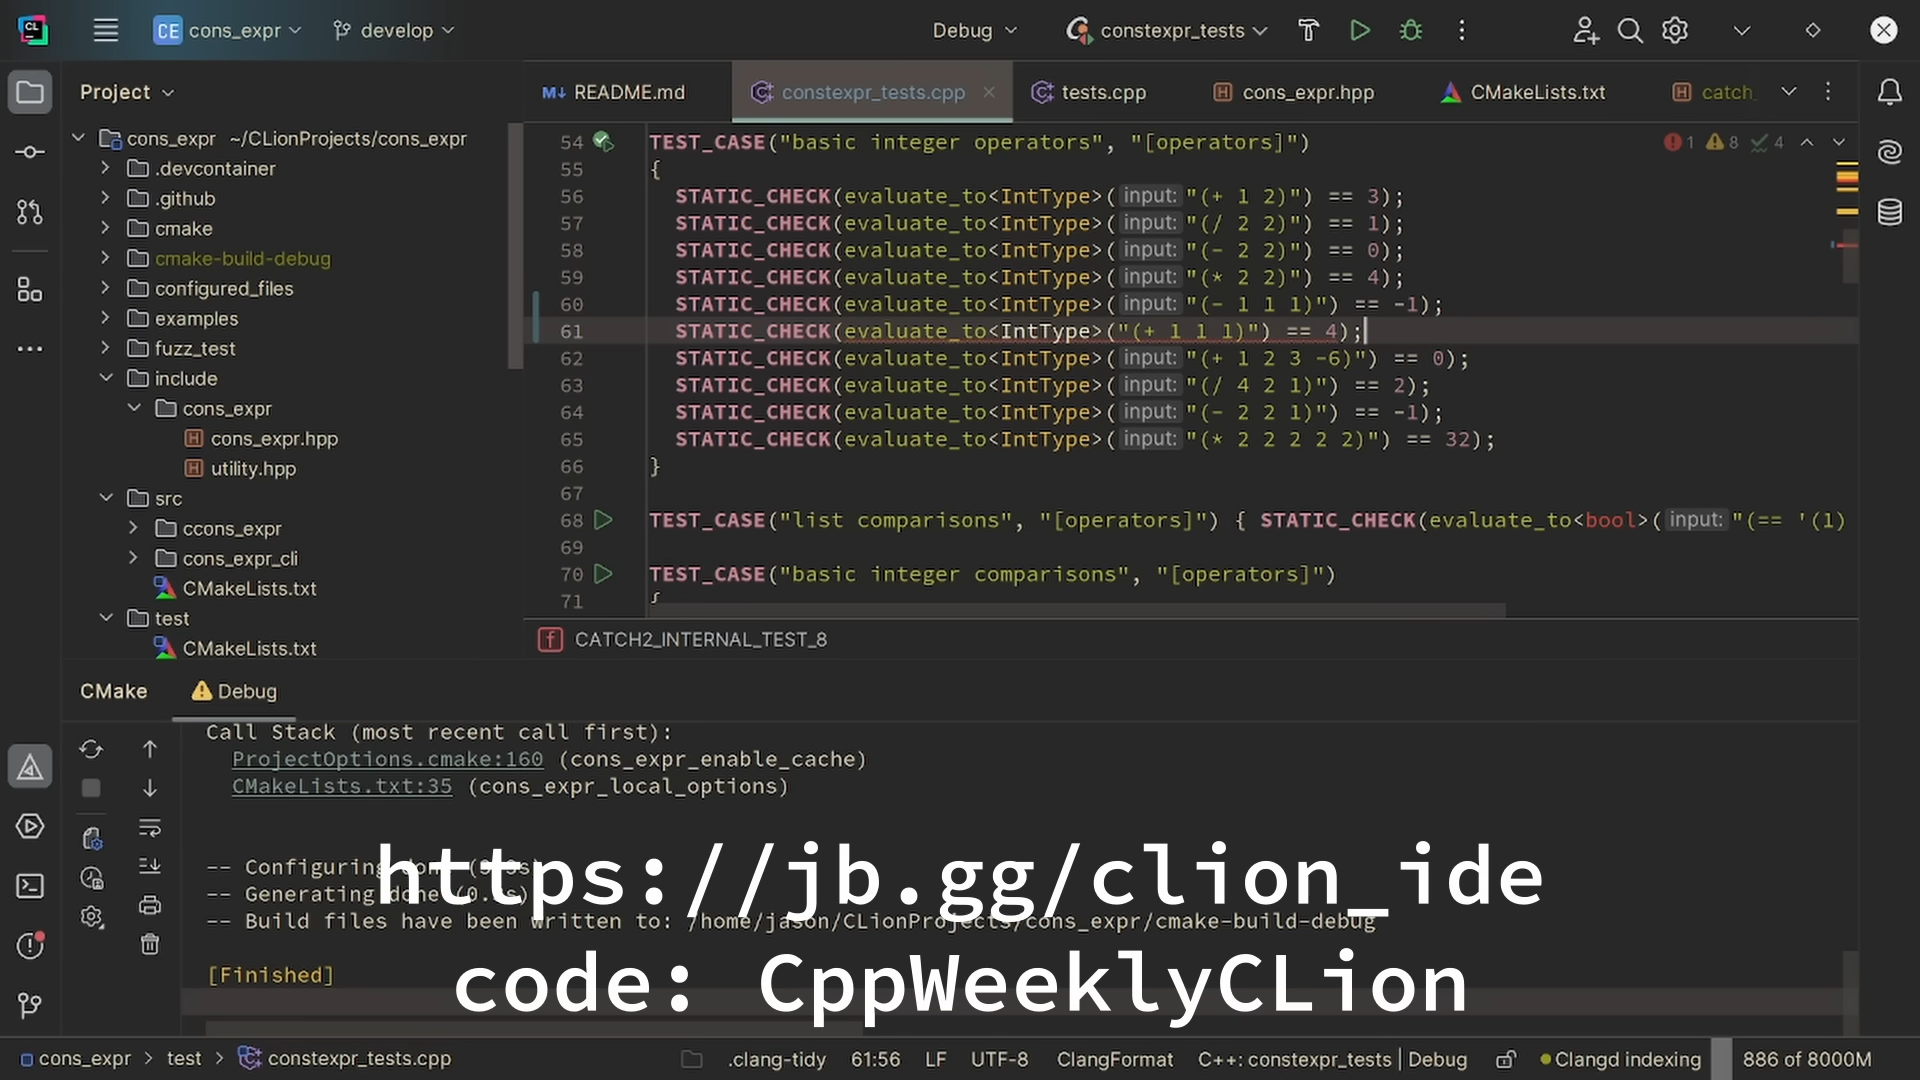 CL
CE cons_expr
develop
Debug
constexpr_tests
Project
README.md
constexpr_tests.cpp
tests.cpp
cons_expr.hpp
CMakeLists.txt
catch_
cons_expr ~/CLionProjects/cons_expr
.devcontainer
.github
cmake
cmake-build-debug
configured_files
examples
fuzz_test
include
cons_expr
cons_expr.hpp
utility.hpp
src
ccons_expr
cons_expr_cli
CMakeLists.txt
test
CMakeLists.txt
1 8 4
54 TEST_CASE("basic integer operators", "[operators]")
55 {
56 STATIC_CHECK(evaluate_to<IntType>( input: "(+ 1 2)") == 3);
57 STATIC_CHECK(evaluate_to<IntType>( input: "(/ 2 2)") == 1);
58 STATIC_CHECK(evaluate_to<IntType>( input: "(- 2 2)") == 0);
59 STATIC_CHECK(evaluate_to<IntType>( input: "(* 2 2)") == 4);
60 STATIC_CHECK(evaluate_to<IntType>( input: "(- 1 1 1)") == -1);
61 STATIC_CHECK(evaluate_to<IntType>("(+ 1 1 1)") == 4);
62 STATIC_CHECK(evaluate_to<IntType>( input: "(+ 1 2 3 -6)") == 0);
63 STATIC_CHECK(evaluate_to<IntType>( input: "(/ 4 2 1)") == 2);
64 STATIC_CHECK(evaluate_to<IntType>( input: "(- 2 2 1)") == -1);
65 STATIC_CHECK(evaluate_to<IntType>( input: "(* 2 2 2 2 2)") == 32);
66 }
67
68 TEST_CASE("list comparisons", "[operators]") { STATIC_CHECK(evaluate_to<bool>( input: "(== '(1)
69
70 TEST_CASE("basic integer comparisons", "[operators]")
71 {
f CATCH2_INTERNAL_TEST_8
CMake
Debug
Call Stack (most recent call first):
ProjectOptions.cmake:160 (cons_expr_enable_cache)
CMakeLists.txt:35 (cons_expr_local_options)
-- Configuring done
-- Generating done
-- Build files have been written to: /home/jason/CLionProjects/cons_expr/cmake-build-debug
[Finished]
https://jb.gg/clion_ide
code: CppWeeklyCLion
cons_expr > test > constexpr_tests.cpp
.clang-tidy
61:56
LF
UTF-8
ClangFormat
C++: constexpr_tests | Debug
Clangd indexing
886 of 8000M